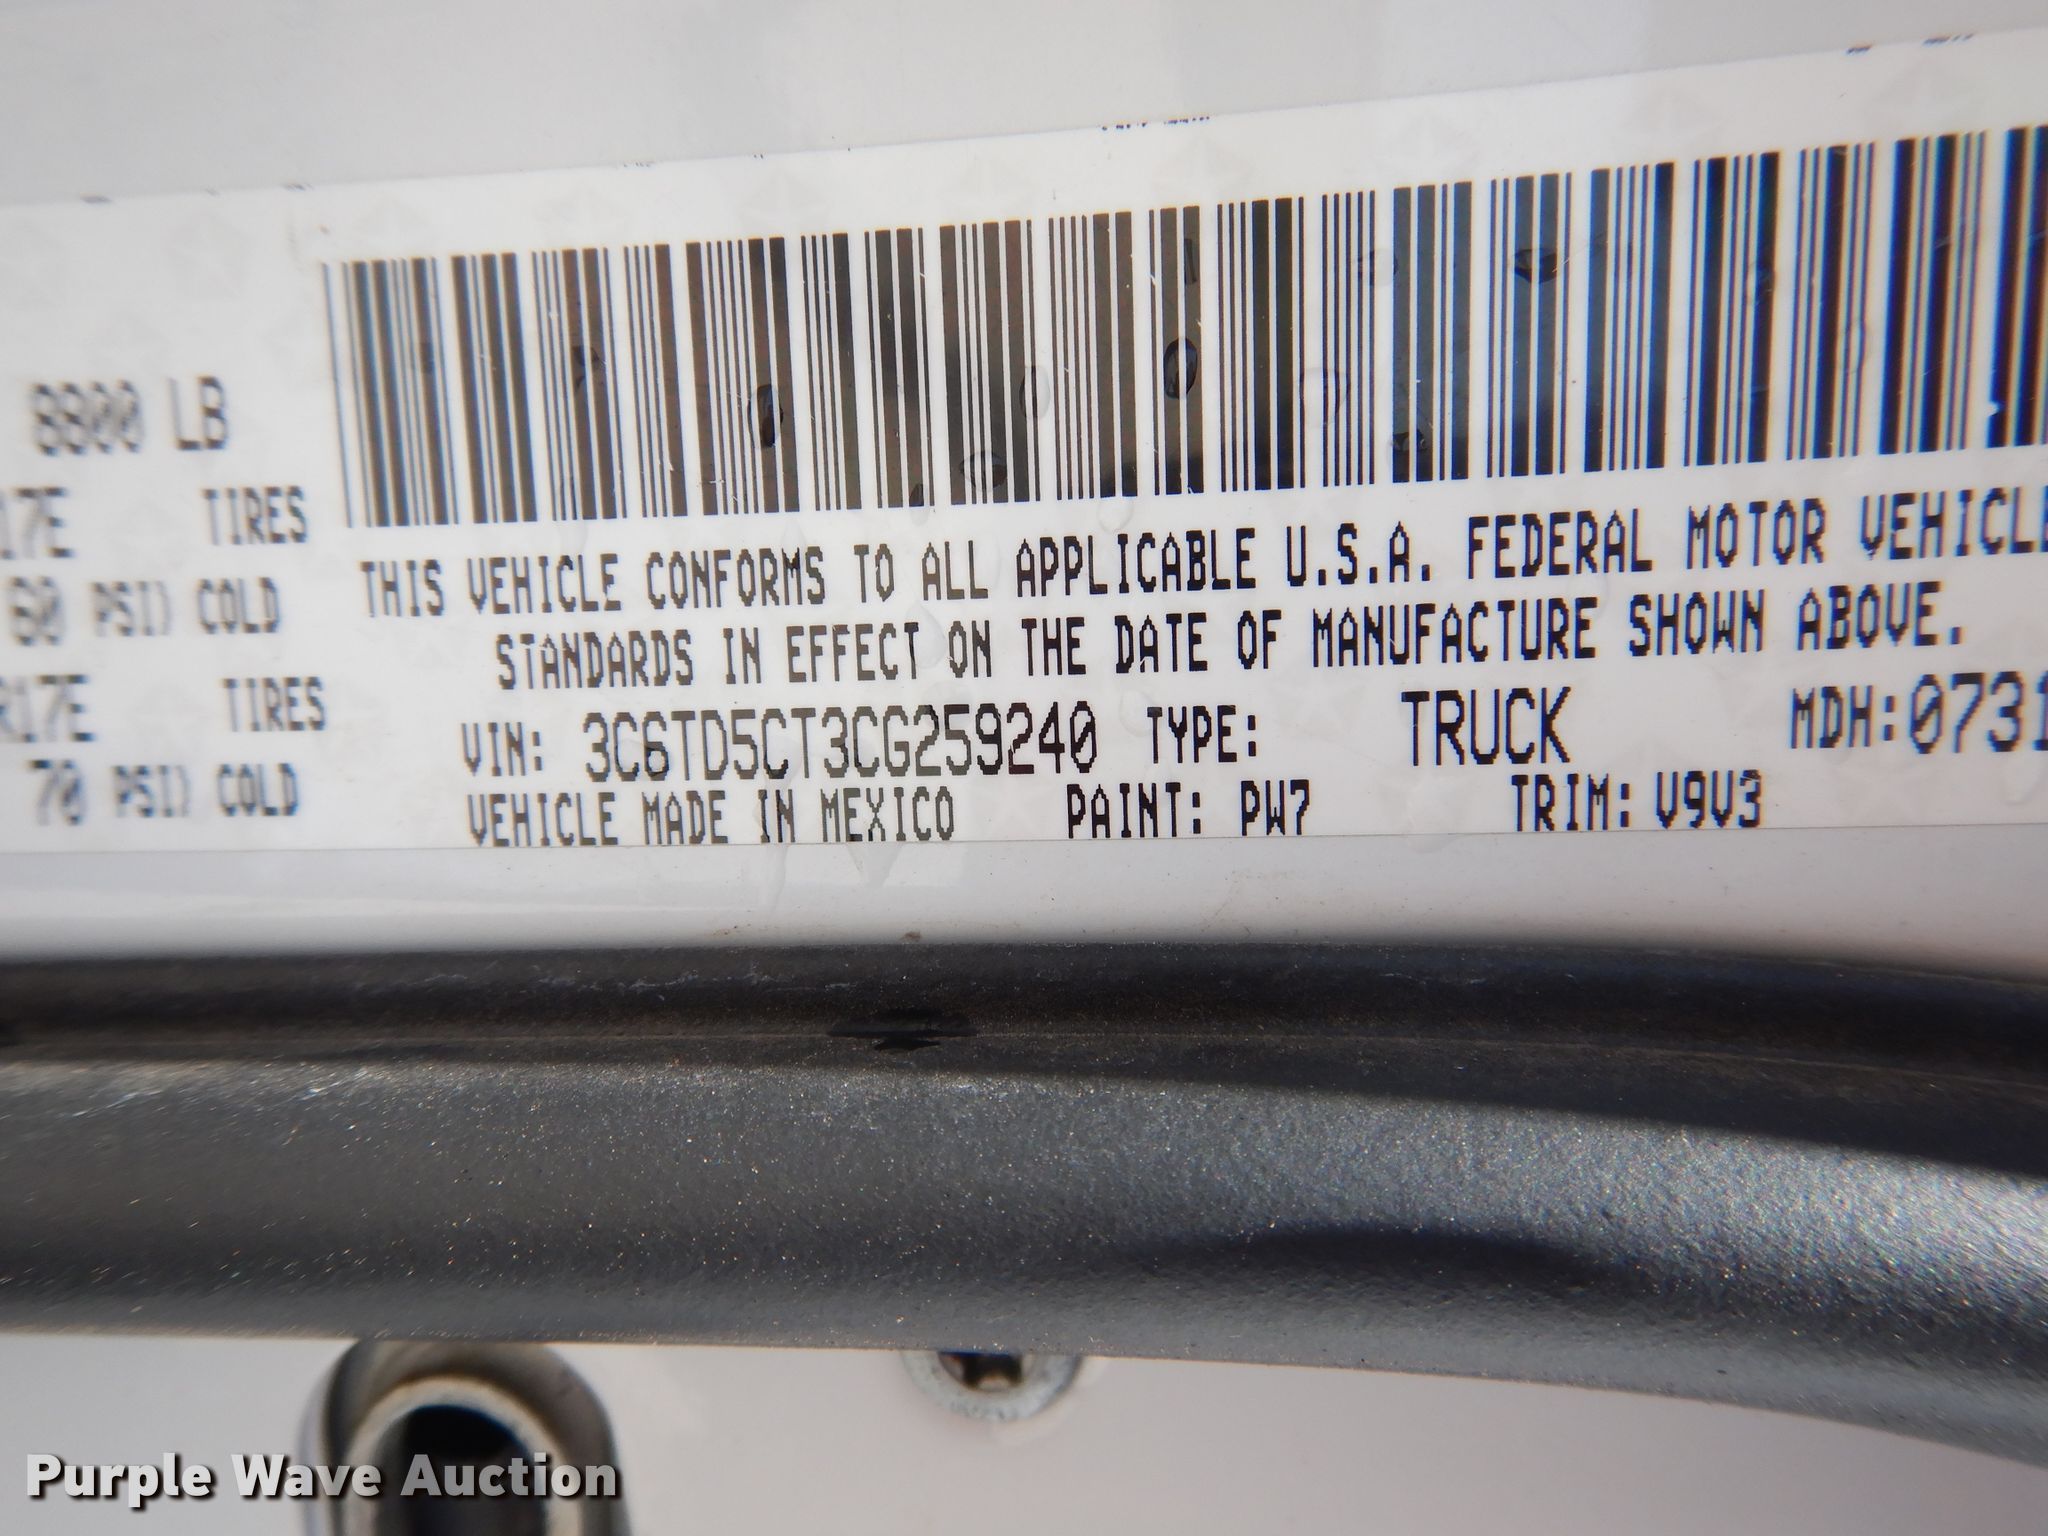 8800 LB
17E TIRES
60 PSI) COLD
R17E TIRES
70 PSI) COLD
THIS VEHICLE CONFORMS TO ALL APPLICABLE U.S.A. FEDERAL MOTOR VEHICLE
STANDARDS IN EFFECT ON THE DATE OF MANUFACTURE SHOWN ABOVE.
VIN: 3C6TD5CT3CG259240 TYPE: TRUCK MDH:0731
VEHICLE MADE IN MEXICO PAINT: PW7 TRIM: V9V3
Purple Wave Auction